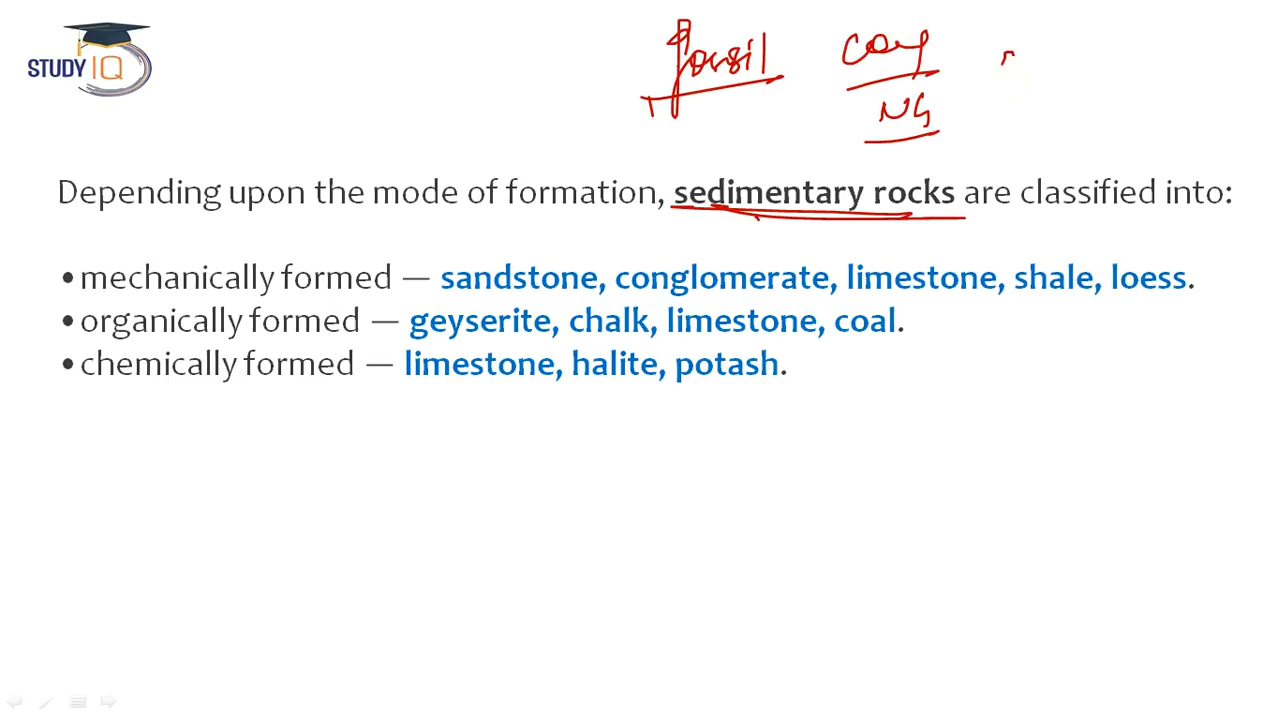 STUDY IQ
fossil coal
NG
Depending upon the mode of formation, sedimentary rocks are classified into:
•mechanically formed — sandstone, conglomerate, limestone, shale, loess.
•organically formed — geyserite, chalk, limestone, coal.
•chemically formed — limestone, halite, potash.